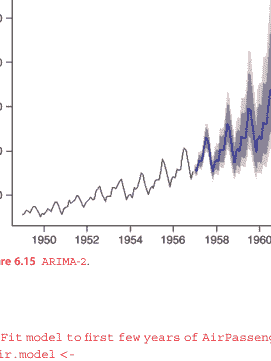 1950 1952 1954 1956 1958 1960
re 6.15 ARIMA-2.
Fit model to first few years of AirPasseng
ir.model <-